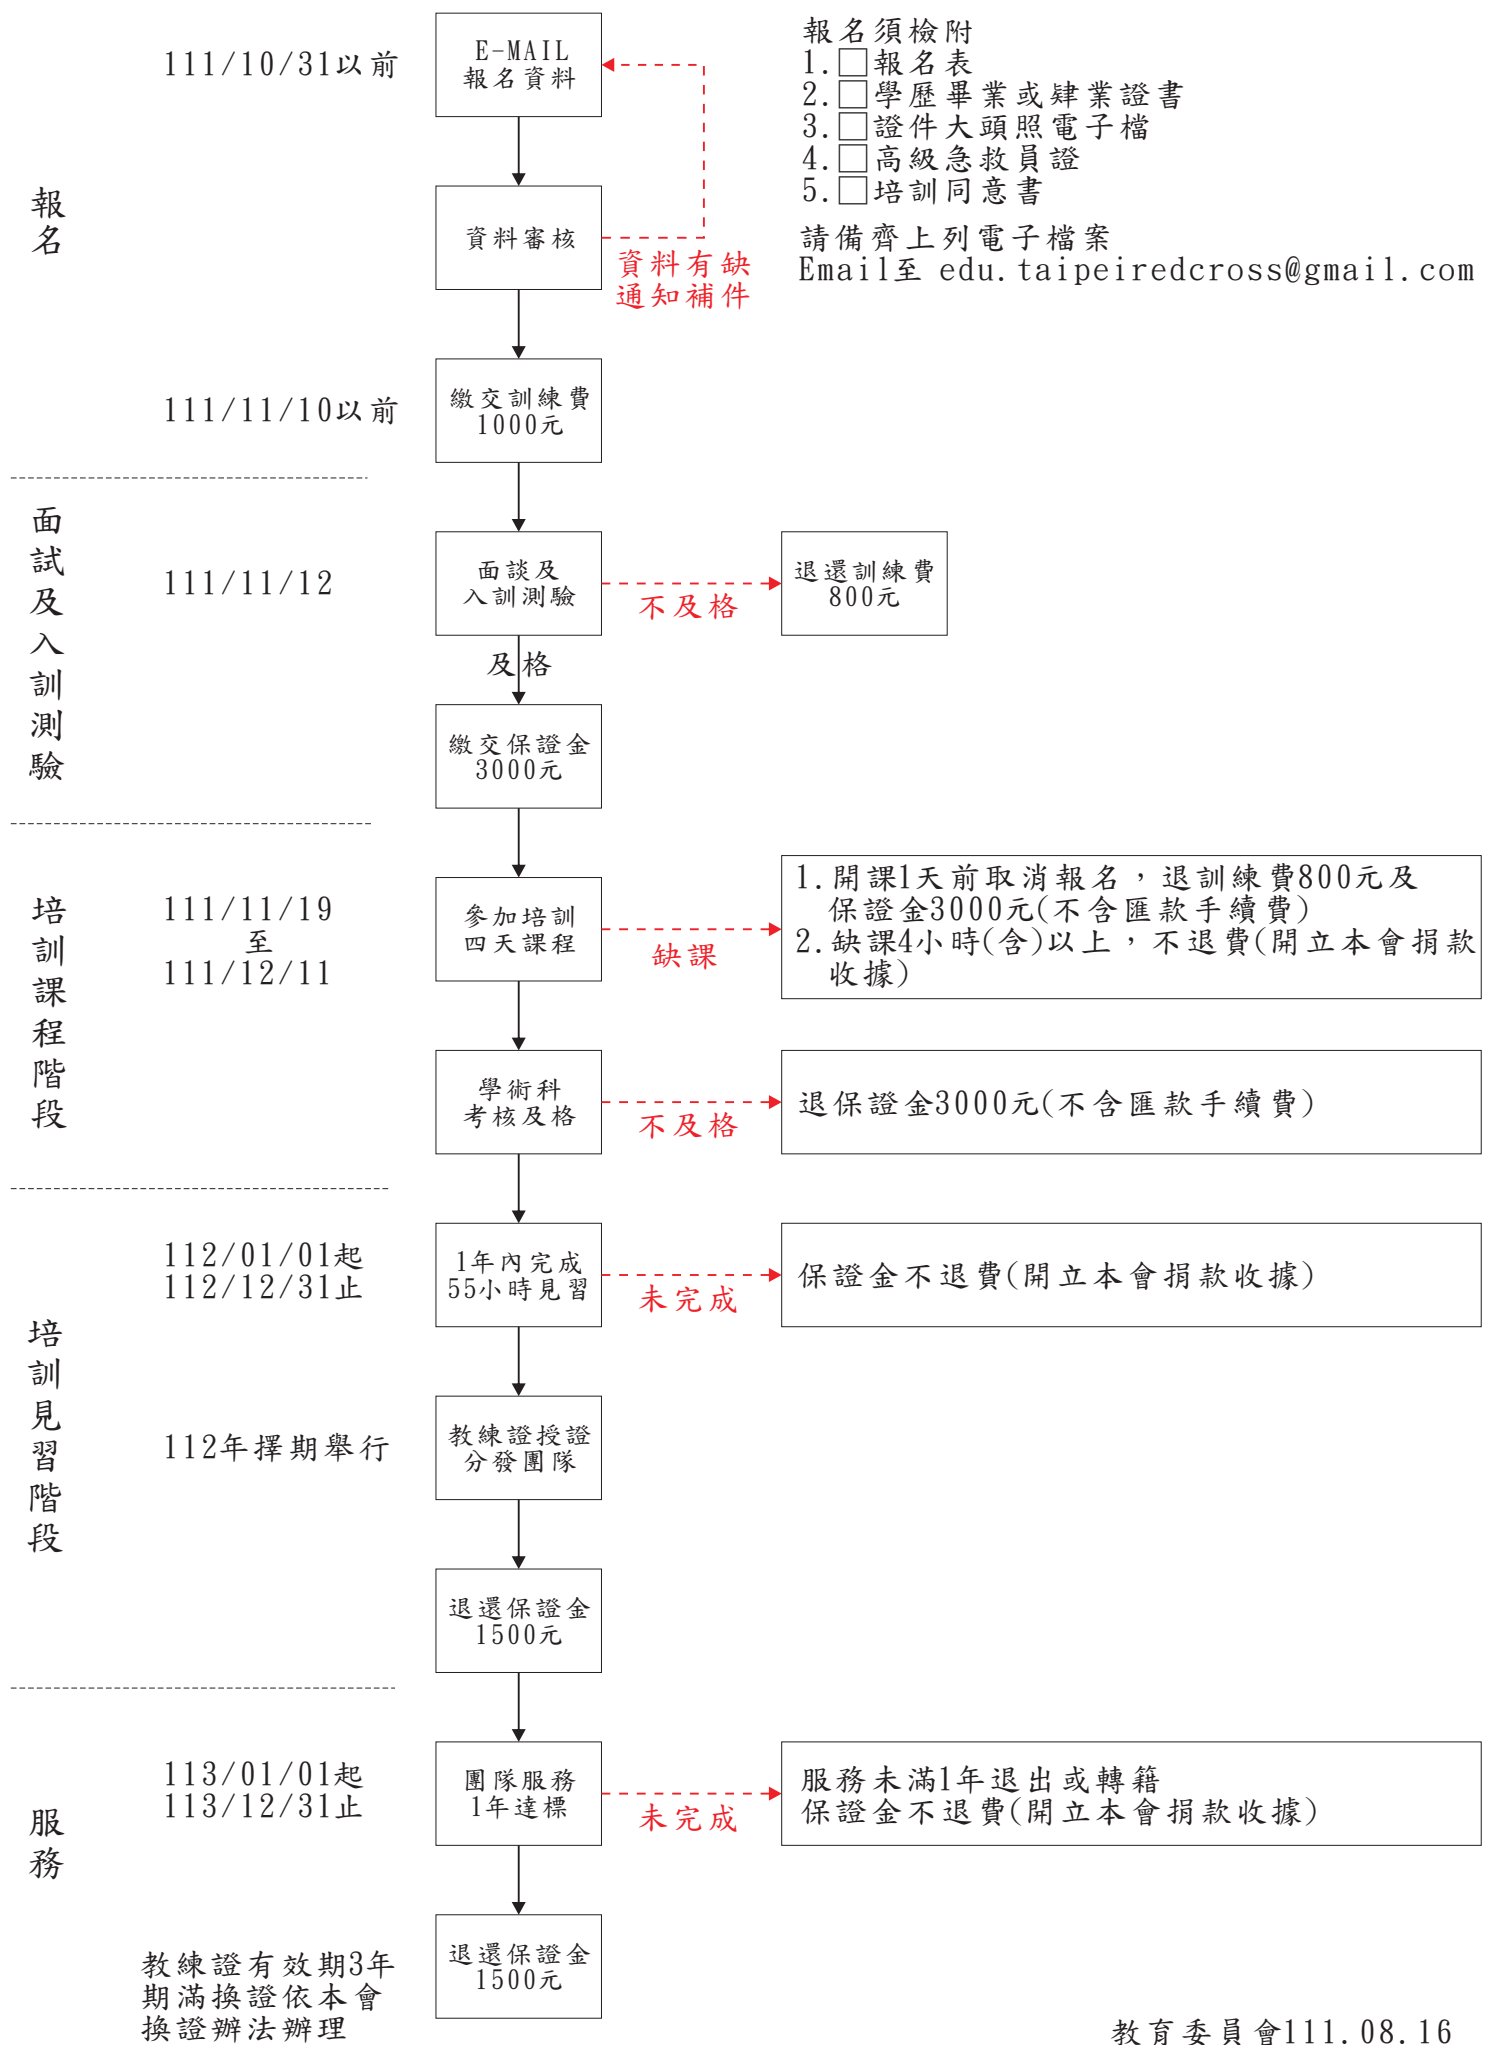 報名
111/10/31以前
E-MAIL
報名資料
報名須檢附
1.□報名表
2.□學歷畢業或肄業證書
3.□證件大頭照電子檔
4.□高級急救員證
5.□培訓同意書
請備齊上列電子檔案
Email至 edu.taipeiredcross@gmail.com
資料審核
資料有缺
通知補件
111/11/10以前
繳交訓練費
1000元
面試及入訓測驗
111/11/12
面談及
入訓測驗
不及格
退還訓練費
800元
及格
繳交保證金
3000元
培訓課程階段
111/11/19
至
111/12/11
參加培訓
四天課程
缺課
1.開課1天前取消報名，退訓練費800元及
保證金3000元(不含匯款手續費)
2.缺課4小時(含)以上，不退費(開立本會捐款
收據)
學術科
考核及格
不及格
退保證金3000元(不含匯款手續費)
培訓見習階段
112/01/01起
112/12/31止
1年內完成
55小時見習
未完成
保證金不退費(開立本會捐款收據)
112年擇期舉行
教練證授證
分發團隊
退還保證金
1500元
服務
113/01/01起
113/12/31止
團隊服務
1年達標
未完成
服務未滿1年退出或轉籍
保證金不退費(開立本會捐款收據)
退還保證金
1500元
教練證有效期3年
期滿換證依本會
換證辦法辦理
教育委員會111.08.16